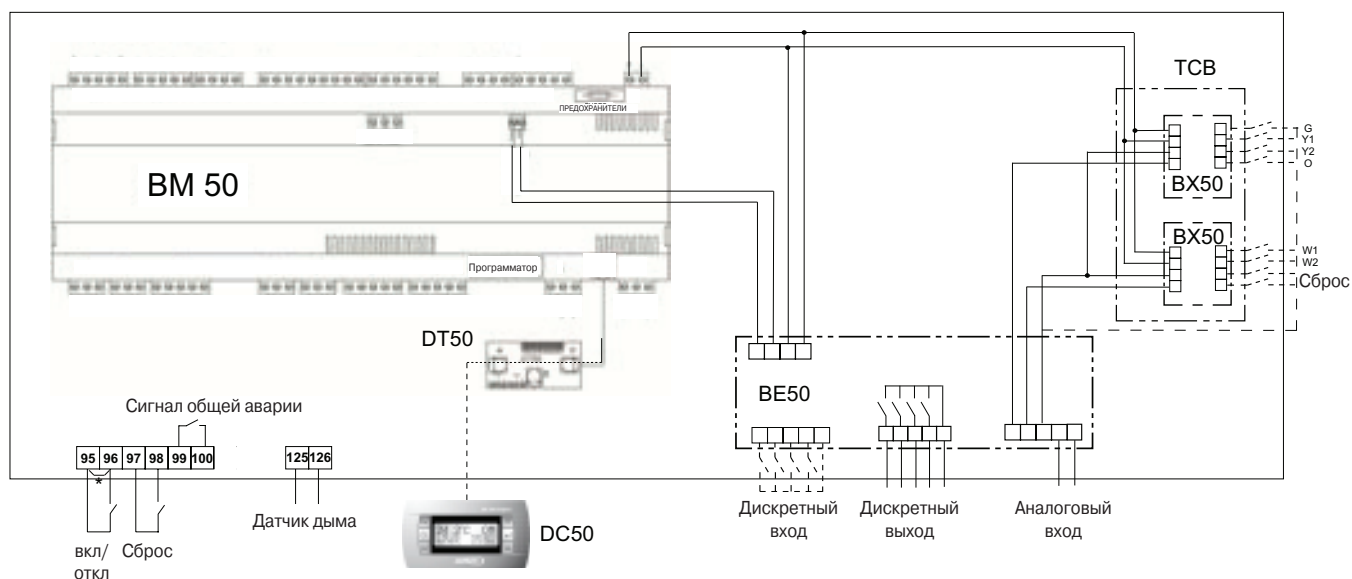 TCB
ПРЕДОХРАНИТЕЛИ
G
Y1
Y2
O
BM 50
BX50
BX50
W1
W2
Сброс
Программатор
DT50
BE50
Сигнал общей аварии
95 96 97 98 99 100
125 126
*
Датчик дыма
DC50
Дискретный
вход
Дискретный
выход
Аналоговый
вход
вкл/
откл
Сброс